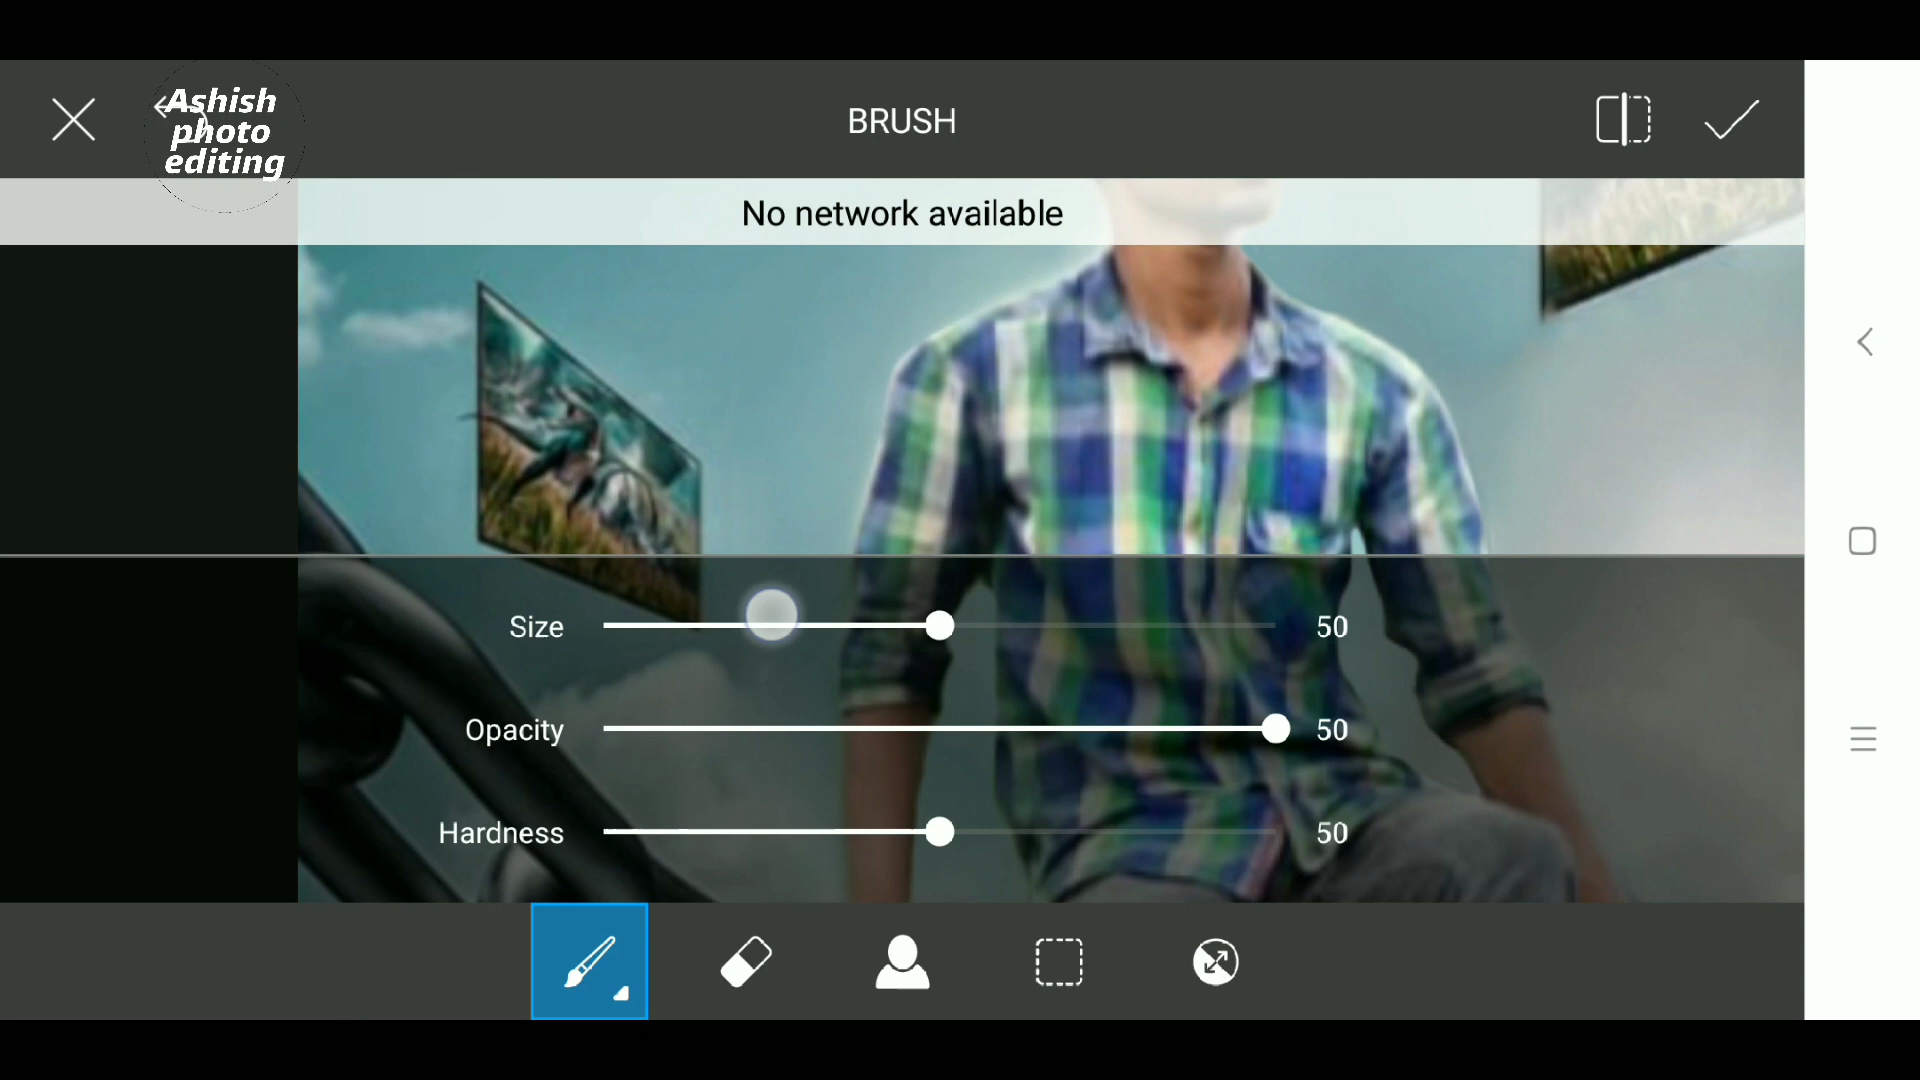 Ashish
photo
editing
BRUSH
No network available
Size 50
Opacity 50
Hardness 50